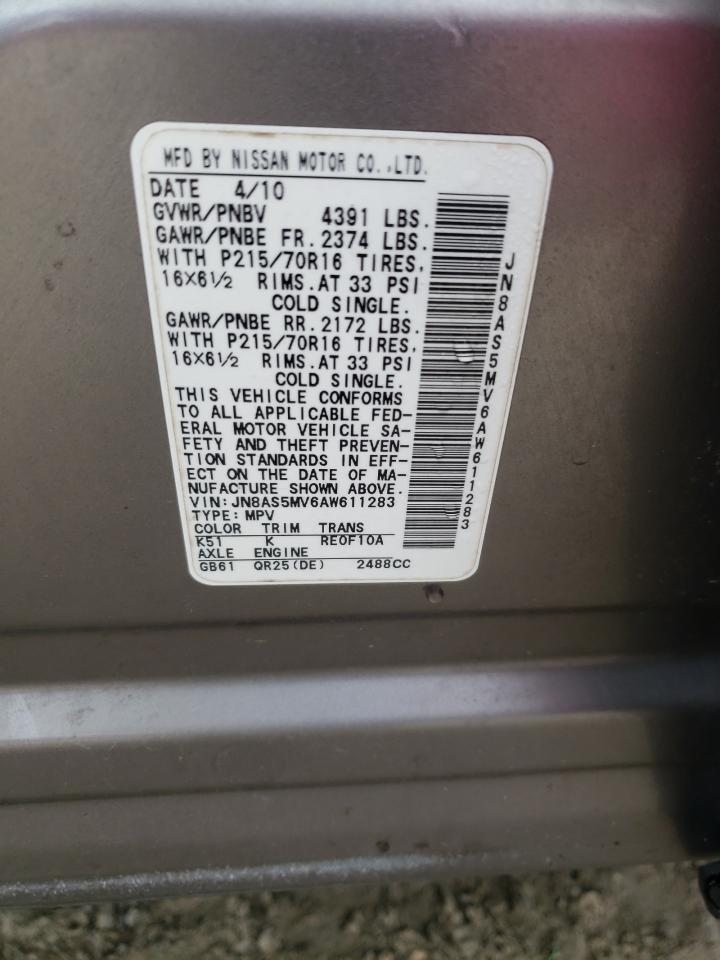 MFD BY NISSAN MOTOR CO.,LTD.
DATE 4/10
GVWR/PNBV 4391 LBS.
GAWR/PNBE FR. 2374 LBS.
WITH P215/70R16 TIRES,
16X6½ RIMS. AT 33 PSI
COLD SINGLE.
GAWR/PNBE RR. 2172 LBS.
WITH P215/70R16 TIRES,
16X6½ RIMS. AT 33 PSI
COLD SINGLE.
THIS VEHICLE CONFORMS
TO ALL APPLICABLE FED-
ERAL MOTOR VEHICLE SA-
FETY AND THEFT PREVEN-
TION STANDARDS IN EFF-
ECT ON THE DATE OF MA-
NUFACTURE SHOWN ABOVE.
VIN: JN8AS5MV6AW611283
TYPE: MPV
COLOR TRIM TRANS
K51 K RE0F10A
AXLE ENGINE
GB61 QR25(DE) 2488CC
JN8AS5MV6AW611283